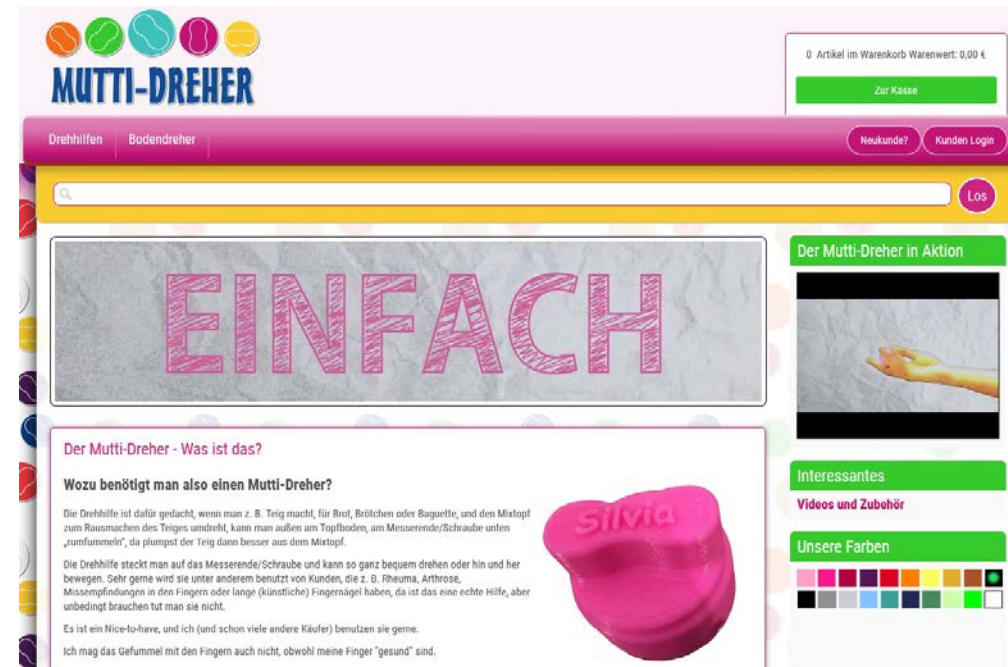 MUTTI-DREHER
0 Artikel im Warenkorb Warenwert: 0,00 €
Zur Kasse
Drehhilfen
Bodendreher
Neukunde?
Kunden Login
Los
EINFACH
Der Mutti-Dreher - Was ist das?
Wozu benötigt man also einen Mutti-Dreher?
Die Drehhilfe ist dafür gedacht, wenn man z. B. Teig macht, für Brot, Brötchen oder Baguette, und den Mixtopf
zum Rausmachen des Teiges umdreht, kann man außen am Topfboden, am Messerende/Schraube unten
„rumfummeln", da plumpst der Teig dann besser aus dem Mixtopf.
Die Drehhilfe steckt man auf das Messerende/Schraube und kann so ganz bequem drehen oder hin und her
bewegen. Sehr gerne wird sie unter anderem benutzt von Kunden, die z. B. Rheuma, Arthrose,
Missempfindungen in den Fingern oder lange (künstliche) Fingernägel haben, da ist das eine echte Hilfe, aber
unbedingt brauchen tut man sie nicht.
Es ist ein Nice-to-have, und ich (und schon viele andere Käufer) benutzen sie gerne.
Ich mag das Gefummel mit den Fingern auch nicht, obwohl meine Finger "gesund" sind.
Silvia
Der Mutti-Dreher in Aktion
Interessantes
Videos und Zubehör
Unsere Farben